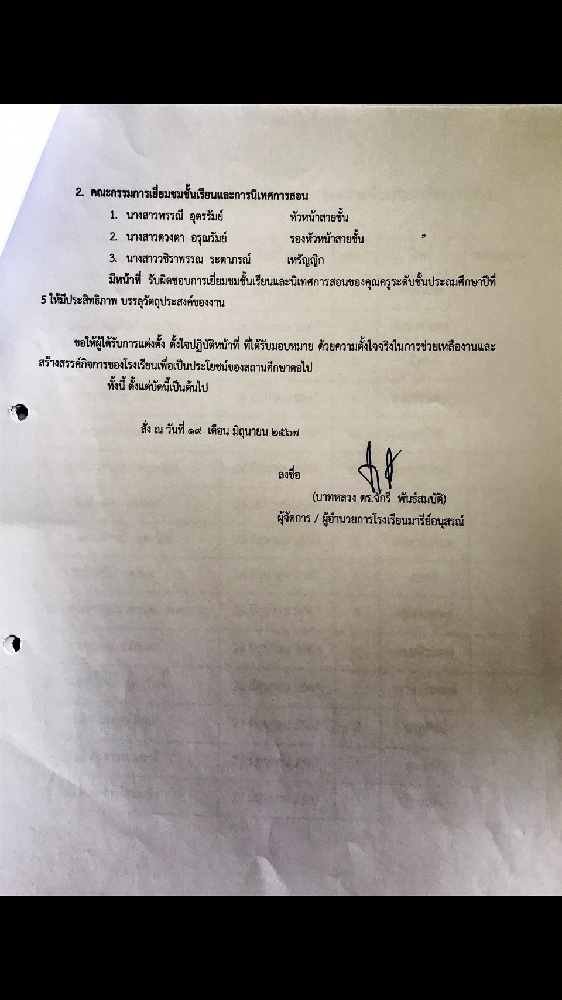 2. คณะกรรมการเยี่ยมชมชั้นเรียนและการนิเทศการสอน
1. นางสาวพรรณี อุตรรัมย์ หัวหน้าสายชั้น
2. นางสาวดวงตา อรุณรัมย์ รองหัวหน้าสายชั้น ”
3. นางสาววชิราพรรณ ระตาภรณ์ เหรัญญิก
มีหน้าที่ รับผิดชอบการเยี่ยมชมชั้นเรียนและนิเทศการสอนของคุณครูระดับชั้นประถมศึกษาปีที่
5 ให้มีประสิทธิภาพ บรรลุวัตถุประสงค์ของงาน
ขอให้ผู้ได้รับการแต่งตั้ง ตั้งใจปฏิบัติหน้าที่ ที่ได้รับมอบหมาย ด้วยความตั้งใจจริงในการช่วยเหลืองานและ
สร้างสรรค์กิจการของโรงเรียนเพื่อเป็นประโยชน์ของสถานศึกษาตอไป
ทั้งนี้ ตั้งแต่บัดนี้เป็นต้นไป
สั่ง ณ วันที่ ๑๙ เดือน มิถุนายน ๒๕๖๗
ลงชื่อ
(บาทหลวง ดร.จักรี พันธ์สมบัติ)
ผุ้จัดการ / ผู้อำนวยการโรงเรียนมารีย์อนุสรณ์